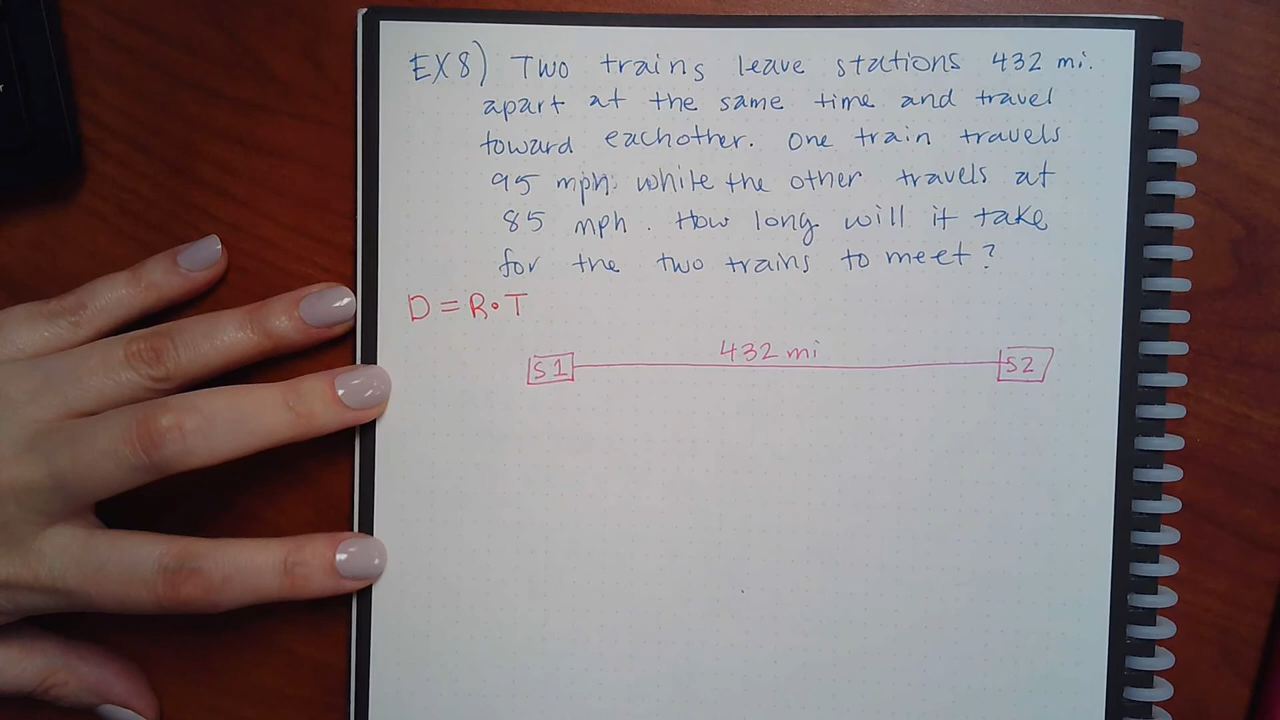 EX8) Two trains leave stations 432 mi.
apart at the same time and travel
toward eachother. One train travels
95 mph. while the other travels at
85 mph. How long will it take
for the two trains to meet?
D = R•T
432 mi
S1 S2